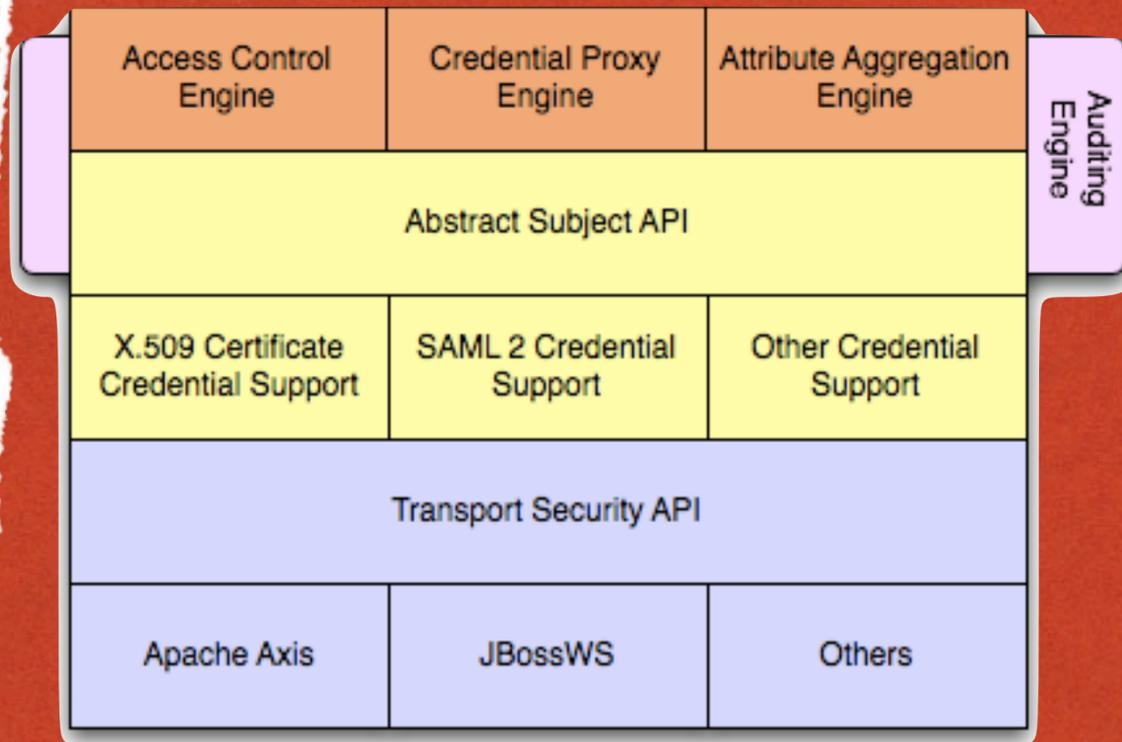 Access Control
Engine
Credential Proxy
Engine
Attribute Aggregation
Engine
Auditing
Engine
Abstract Subject API
X.509 Certificate
Credential Support
SAML 2 Credential
Support
Other Credential
Support
Transport Security API
Apache Axis
JBossWS
Others